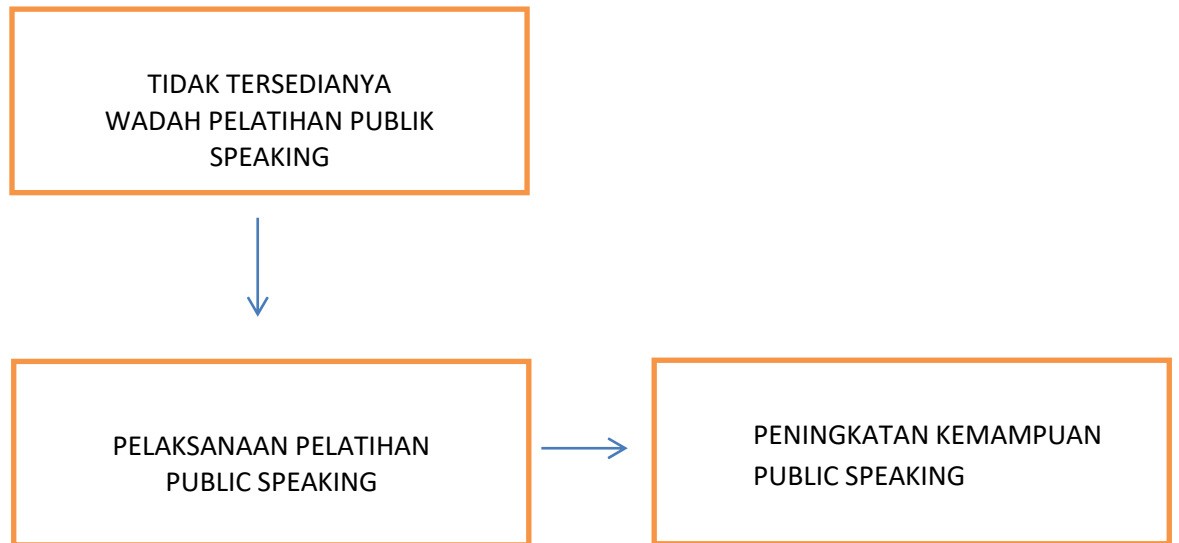 TIDAK TERSEDIANYA
WADAH PELATIHAN PUBLIK
SPEAKING
PELAKSANAAN PELATIHAN
PUBLIC SPEAKING
PENINGKATAN KEMAMPUAN
PUBLIC SPEAKING